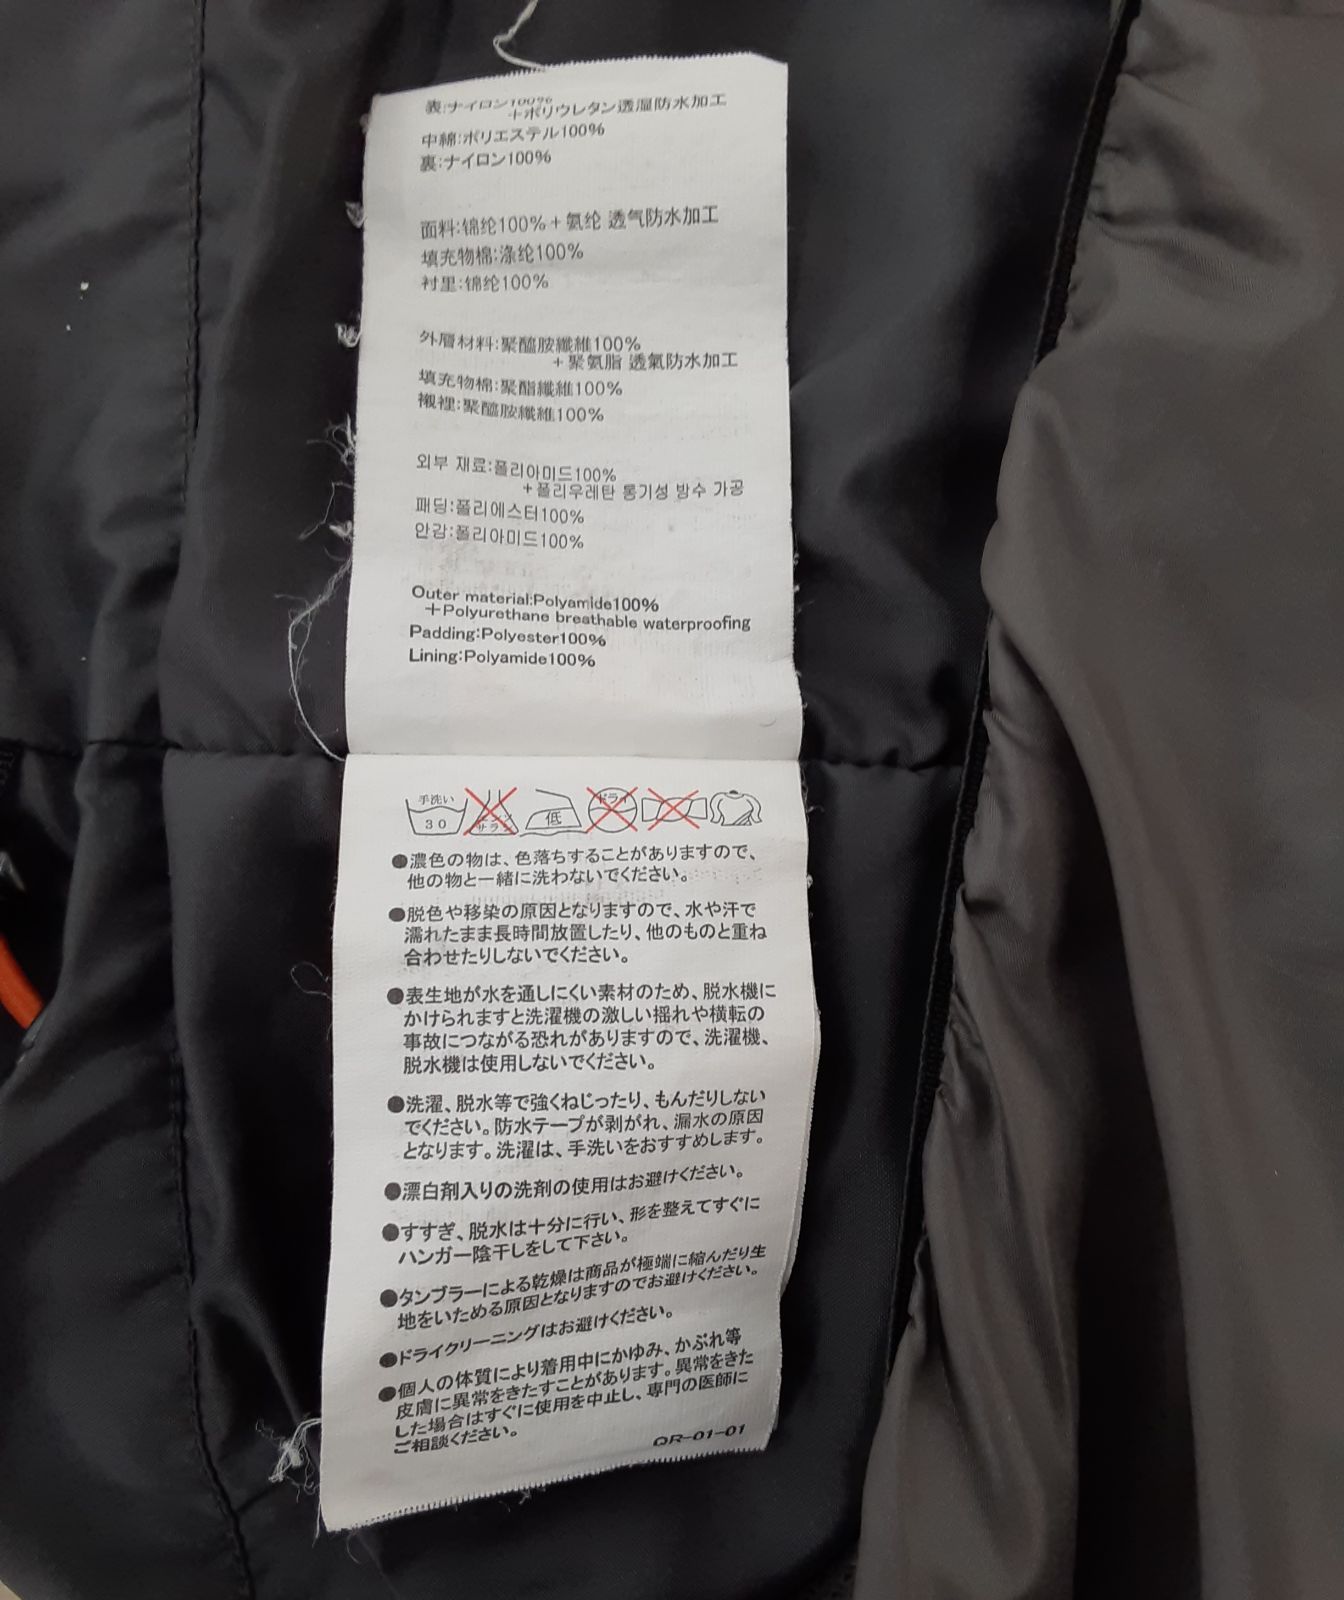 表:ナイロン100%
+ポリウレタン透湿防水加工
中綿:ポリエステル100%
裏:ナイロン100%
面料:锦纶100%+氨纶 透气防水加工
填充物棉:涤纶100%
衬里:锦纶100%
外層材料:聚醯胺纖維100%
+聚氨脂 透氣防水加工
填充物棉:聚酯纖維100%
襯裡:聚醯胺纖維100%
외부 재료:폴리아미드100%
+폴리우레탄 통기성 방수 가공
패딩:폴리에스터100%
안감:폴리아미드100%
Outer material:Polyamide100%
+Polyurethane breathable waterproofing
Padding:Polyester100%
Lining:Polyamide100%
手洗い 30 エンソ サラシ 低 ドライ
●濃色の物は、色落ちすることがありますので、
他の物と一緒に洗わないでください。
●脱色や移染の原因となりますので、水や汗で
濡れたまま長時間放置したり、他のものと重ね
合わせたりしないでください。
●表生地が水を通しにくい素材のため、脱水機に
かけられますと洗濯機の激しい揺れや横転の
事故につながる恐れがありますので、洗濯機、
脱水機は使用しないでください。
●洗濯、脱水等で強くねじったり、もんだりしない
でください。防水テープが剥がれ、漏水の原因
となります。洗濯は、手洗いをおすすめします。
●漂白剤入りの洗剤の使用はお避けください。
●すすぎ、脱水は十分に行い、形を整えてすぐに
ハンガー陰干しをして下さい。
●タンブラーによる乾燥は商品が極端に縮んだり生
地をいためる原因となりますのでお避けください。
●ドライクリーニングはお避けください。
●個人の体質により着用中にかゆみ、かぶれ等
皮膚に異常をきたすことがあります。異常をきた
した場合はすぐに使用を中止し、専門の医師に
ご相談ください。
QR-01-01